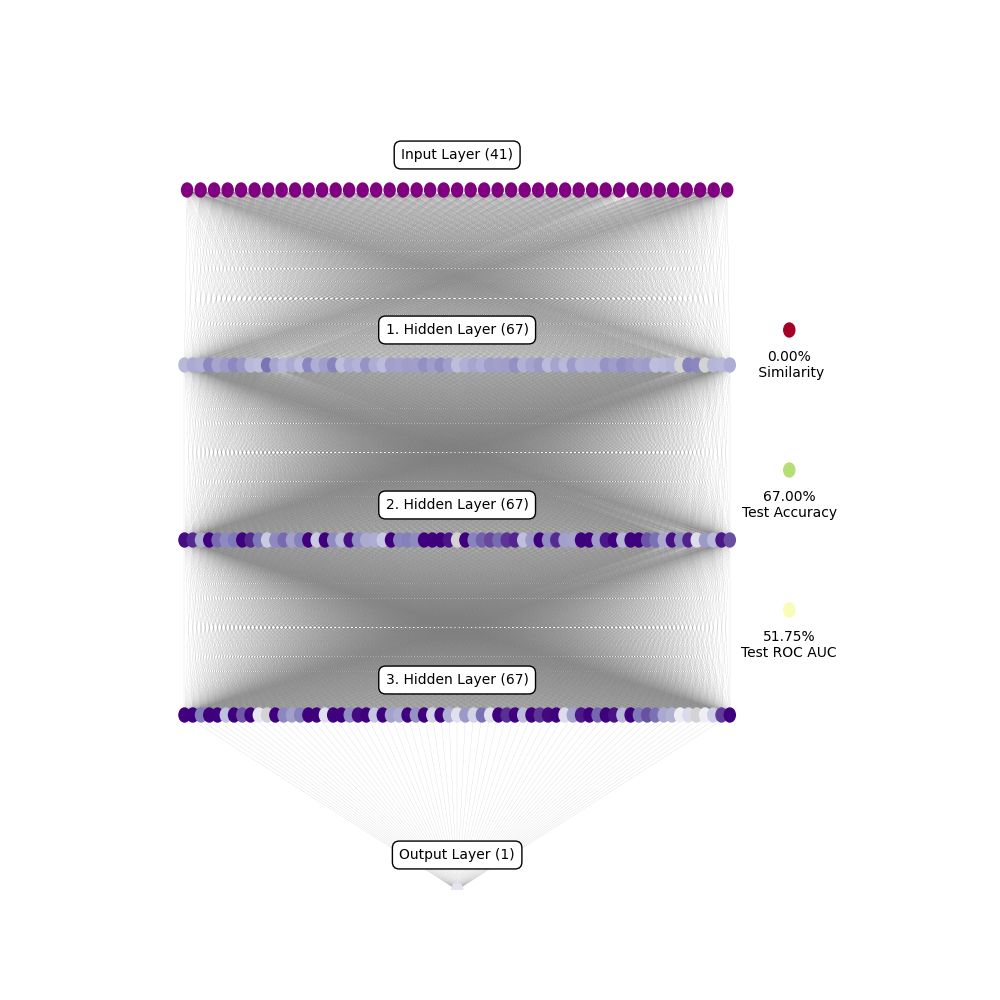 Input Layer (41)
1. Hidden Layer (67)
0.00%
Similarity
67.00%
Test Accuracy
2. Hidden Layer (67)
51.75%
Test ROC AUC
3. Hidden Layer (67)
Output Layer (1)